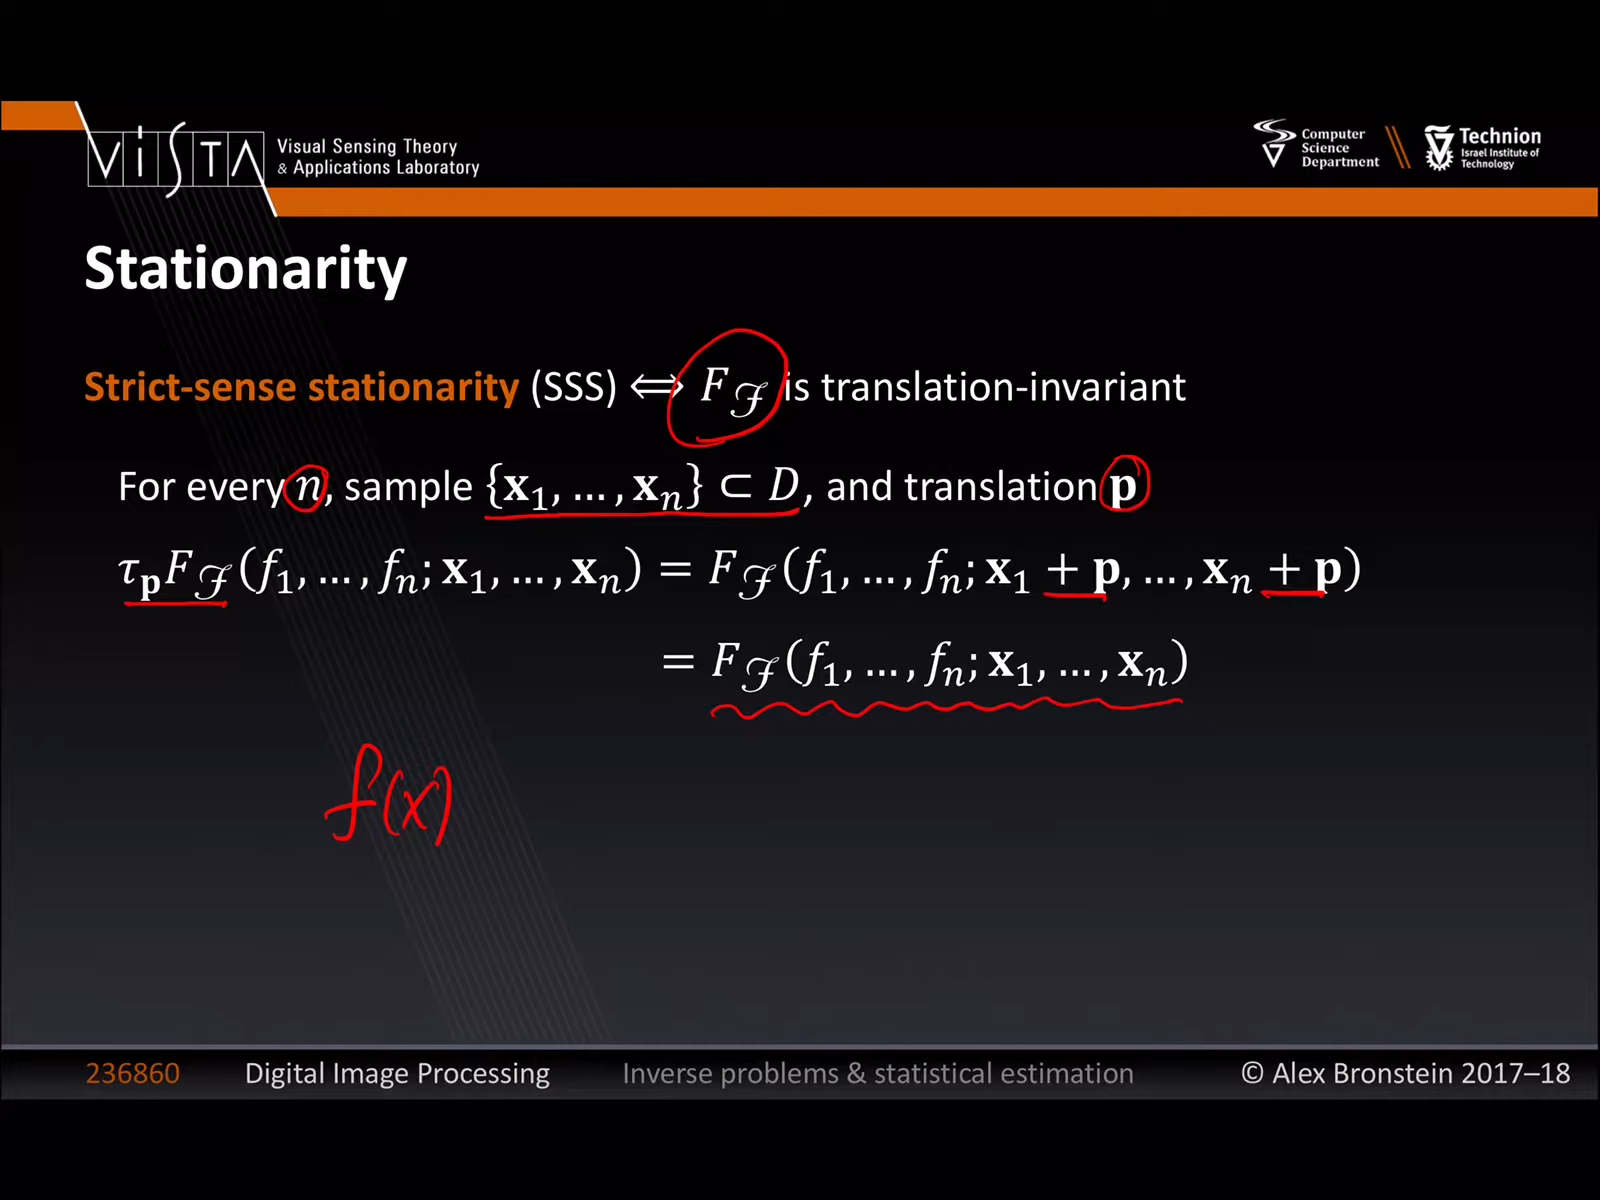 ViSTA
Visual Sensing Theory
& Applications Laboratory
Computer
Science
Department
Technion
Israel Institute of
Technology
Stationarity
Strict-sense stationarity (SSS) ⟺ F_ℱ is translation-invariant
For every n, sample {𝐱₁, … , 𝐱ₙ} ⊂ D, and translation 𝐩
τ_𝐩F_ℱ(f₁, … , fₙ; 𝐱₁, … , 𝐱ₙ) = F_ℱ(f₁, … , fₙ; 𝐱₁ + 𝐩, … , 𝐱ₙ + 𝐩)
= F_ℱ(f₁, … , fₙ; 𝐱₁, … , 𝐱ₙ)
f(x)
236860 Digital Image Processing Inverse problems & statistical estimation © Alex Bronstein 2017–18